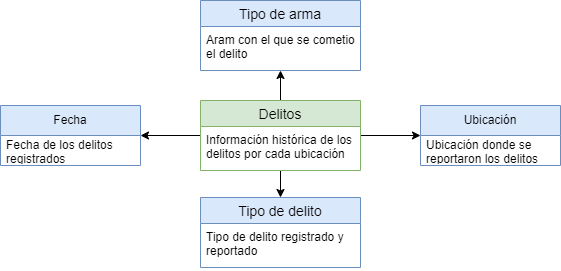 Tipo de arma
Aram con el que se cometio
el delito
Fecha
Fecha de los delitos
registrados
Delitos
Información histórica de los
delitos por cada ubicación
Ubicación
Ubicación donde se
reportaron los delitos
Tipo de delito
Tipo de delito registrado y
reportado